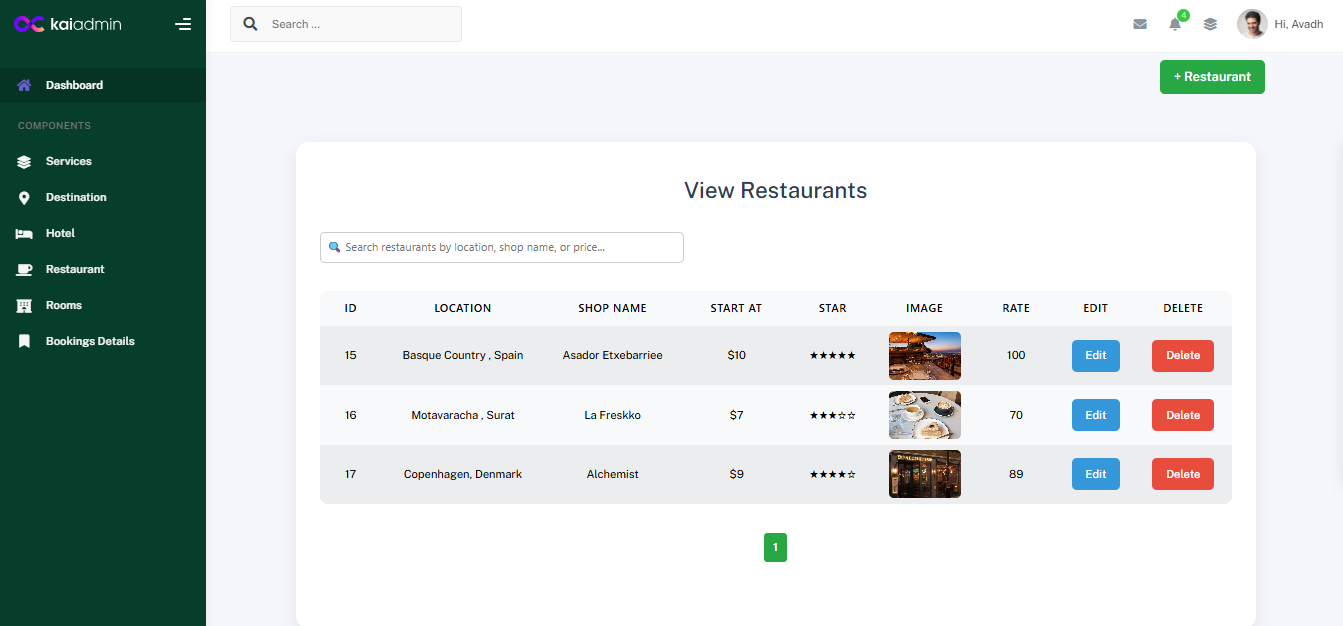 kaiadmin
Search ...
4
Hi, Avadh
Dashboard
COMPONENTS
Services
Destination
Hotel
Restaurant
Rooms
Bookings Details
+ Restaurant
View Restaurants
Search restaurants by location, shop name, or price...
ID LOCATION SHOP NAME START AT STAR IMAGE RATE EDIT DELETE
15 Basque Country , Spain Asador Etxebarriee $10 ★★★★★ 100 Edit Delete
16 Motavaracha , Surat La Freskko $7 ★★★☆☆ 70 Edit Delete
17 Copenhagen, Denmark Alchemist $9 ★★★★☆ 89 Edit Delete
1